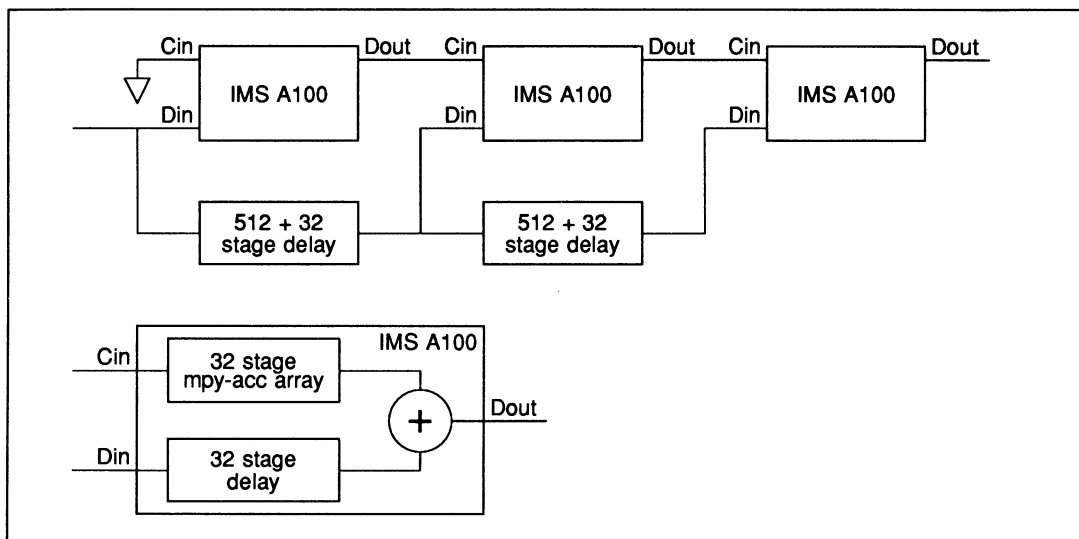 Cin
Dout
Cin
Dout
Cin
Dout
IMS A100
IMS A100
IMS A100
Din
Din
Din
512 + 32
stage delay
512 + 32
stage delay
IMS A100
Cin
32 stage
mpy-acc array
+
Dout
Din
32 stage
delay